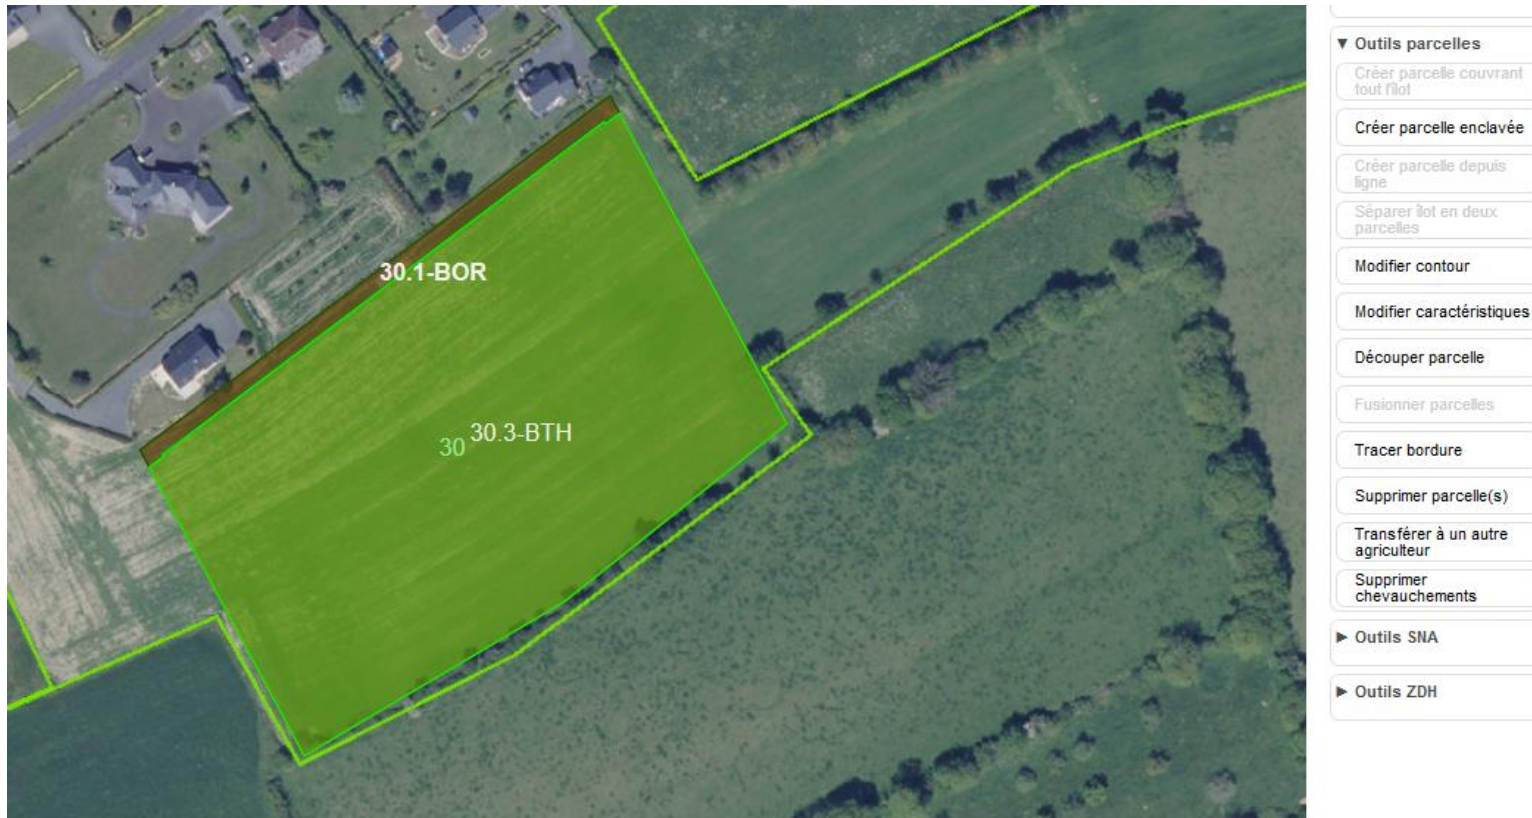 30.1-BOR
30 30.3-BTH
▼ Outils parcelles
Créer parcelle couvrant
tout l'îlot
Créer parcelle enclavée
Créer parcelle depuis
ligne
Séparer îlot en deux
parcelles
Modifier contour
Modifier caractéristiques
Découper parcelle
Fusionner parcelles
Tracer bordure
Supprimer parcelle(s)
Transférer à un autre
agriculteur
Supprimer
chevauchements
► Outils SNA
► Outils ZDH